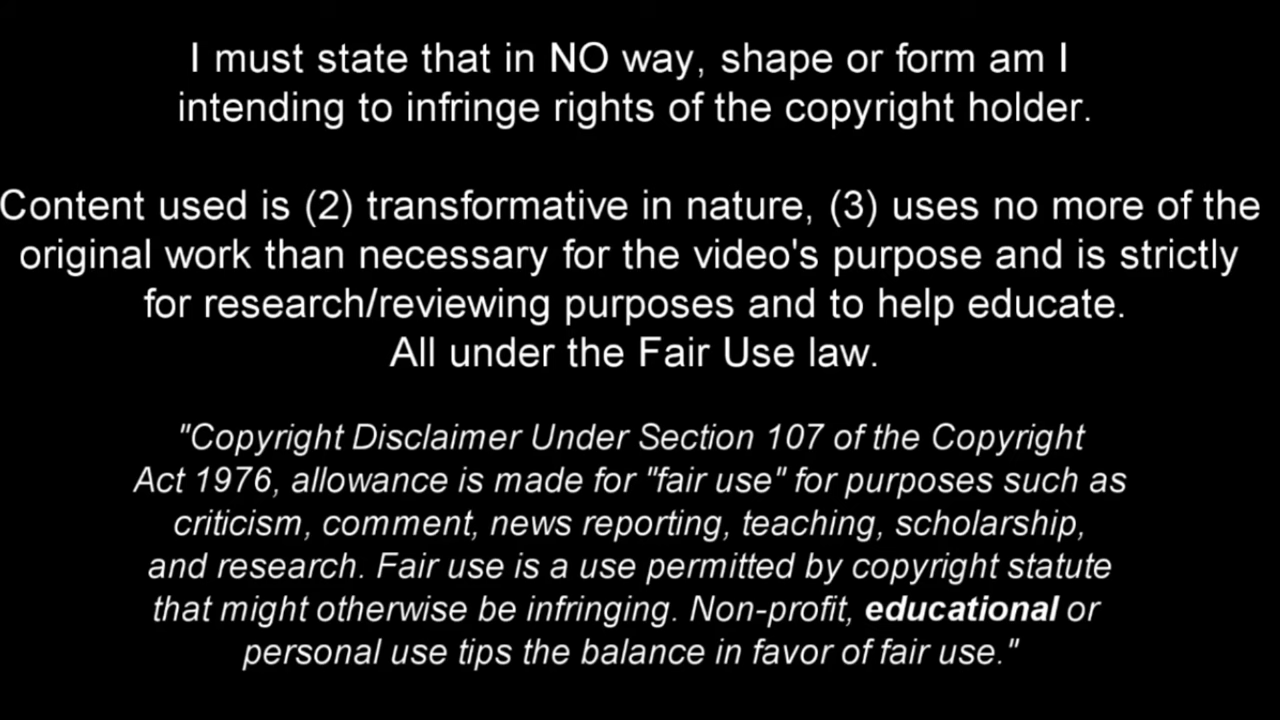 I must state that in NO way, shape or form am I
intending to infringe rights of the copyright holder.
Content used is (2) transformative in nature, (3) uses no more of the
original work than necessary for the video's purpose and is strictly
for research/reviewing purposes and to help educate.
All under the Fair Use law.
"Copyright Disclaimer Under Section 107 of the Copyright
Act 1976, allowance is made for "fair use" for purposes such as
criticism, comment, news reporting, teaching, scholarship,
and research. Fair use is a use permitted by copyright statute
that might otherwise be infringing. Non-profit, educational or
personal use tips the balance in favor of fair use."